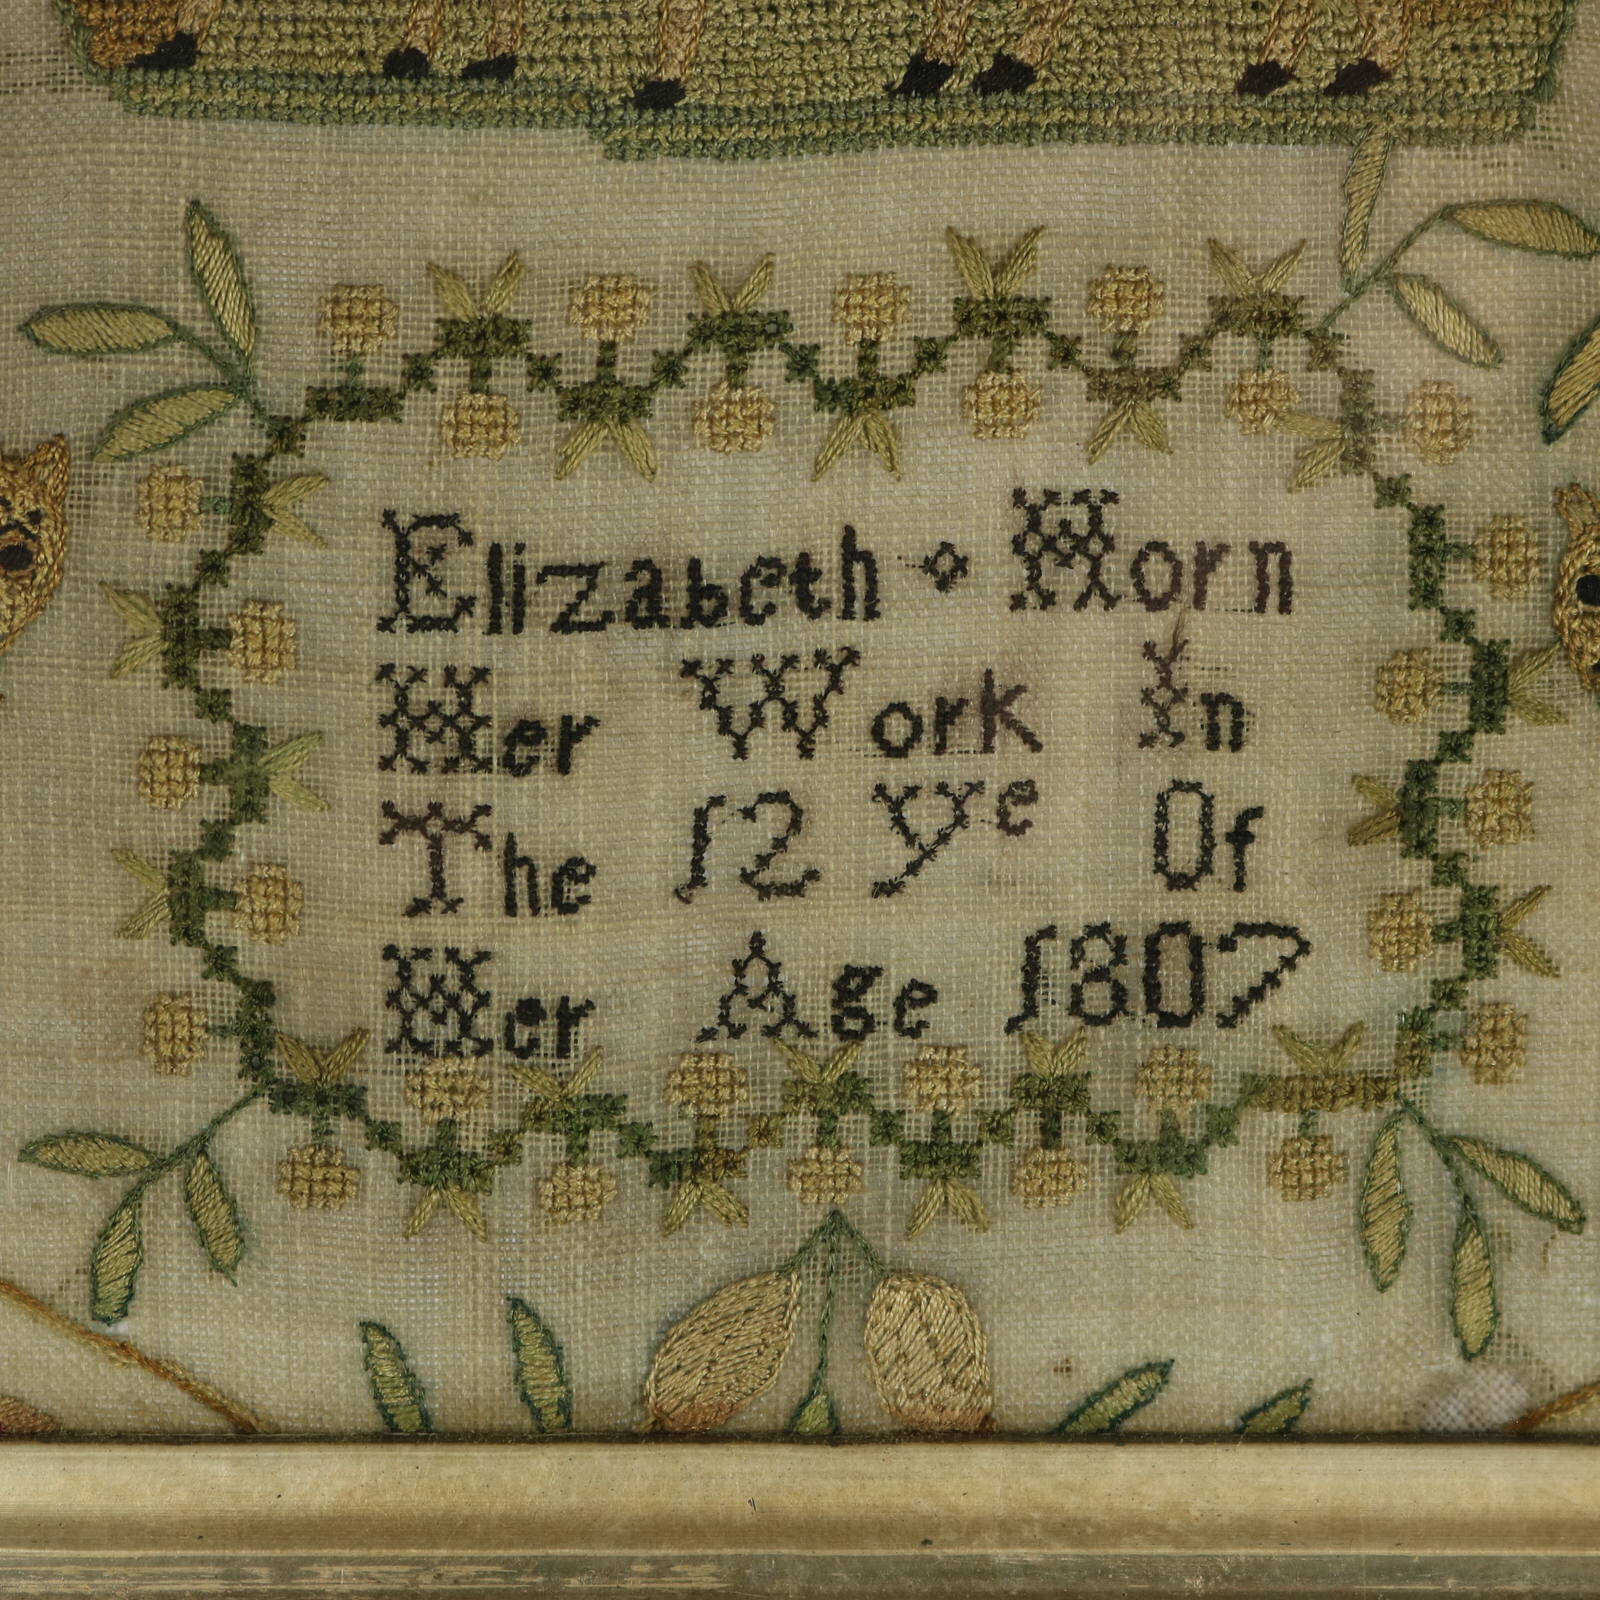 Elizabeth ⋄ Horn
Her Work In
The 12 ye Of
Her Age 1807